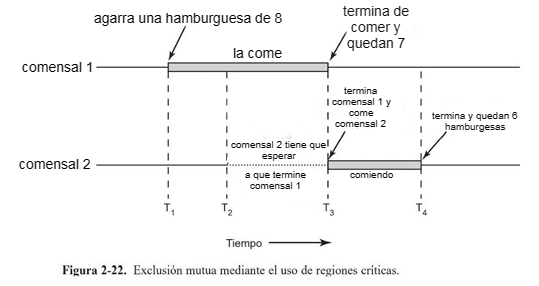 agarra una hamburguesa de 8
termina de
comer y
quedan 7
la come
comensal 1
termina
comensal 1 y
come
comensal 2
termina y quedan 6
hamburgesas
comensal 2 tiene que
esperar
comensal 2
a que termine
comensal 1
comiendo
T1
T2
T3
T4
Tiempo
Figura 2-22. Exclusión mutua mediante el uso de regiones críticas.